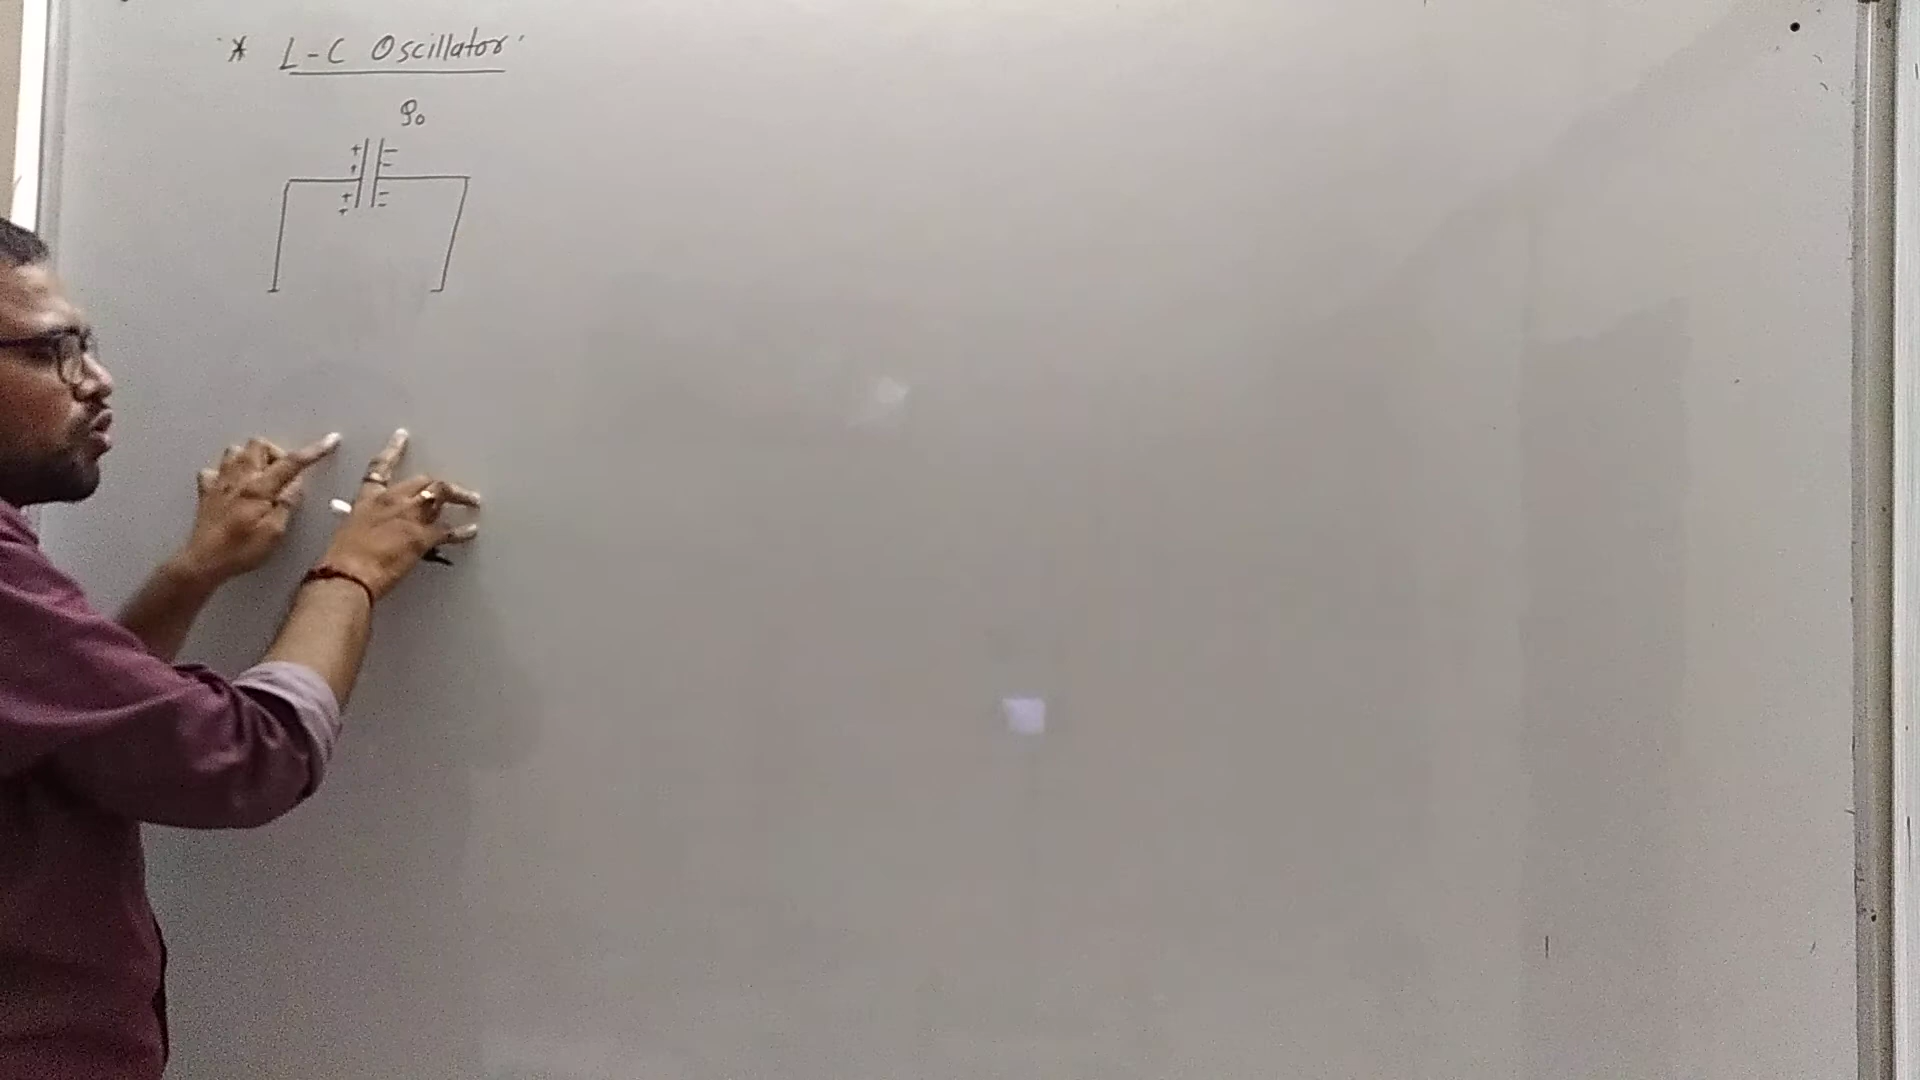 * L-C Oscillator
q₀
+ -
+ -
+ -
+